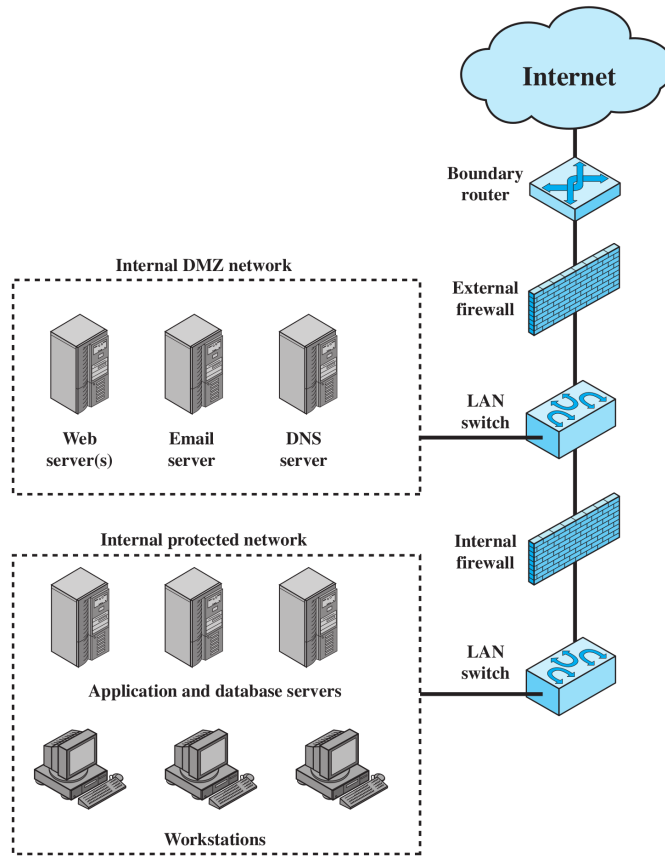 Internet
Boundary
router
Internal DMZ network
External
firewall
LAN
switch
Web
server(s)
Email
server
DNS
server
Internal protected network
Internal
firewall
LAN
switch
Application and database servers
Workstations